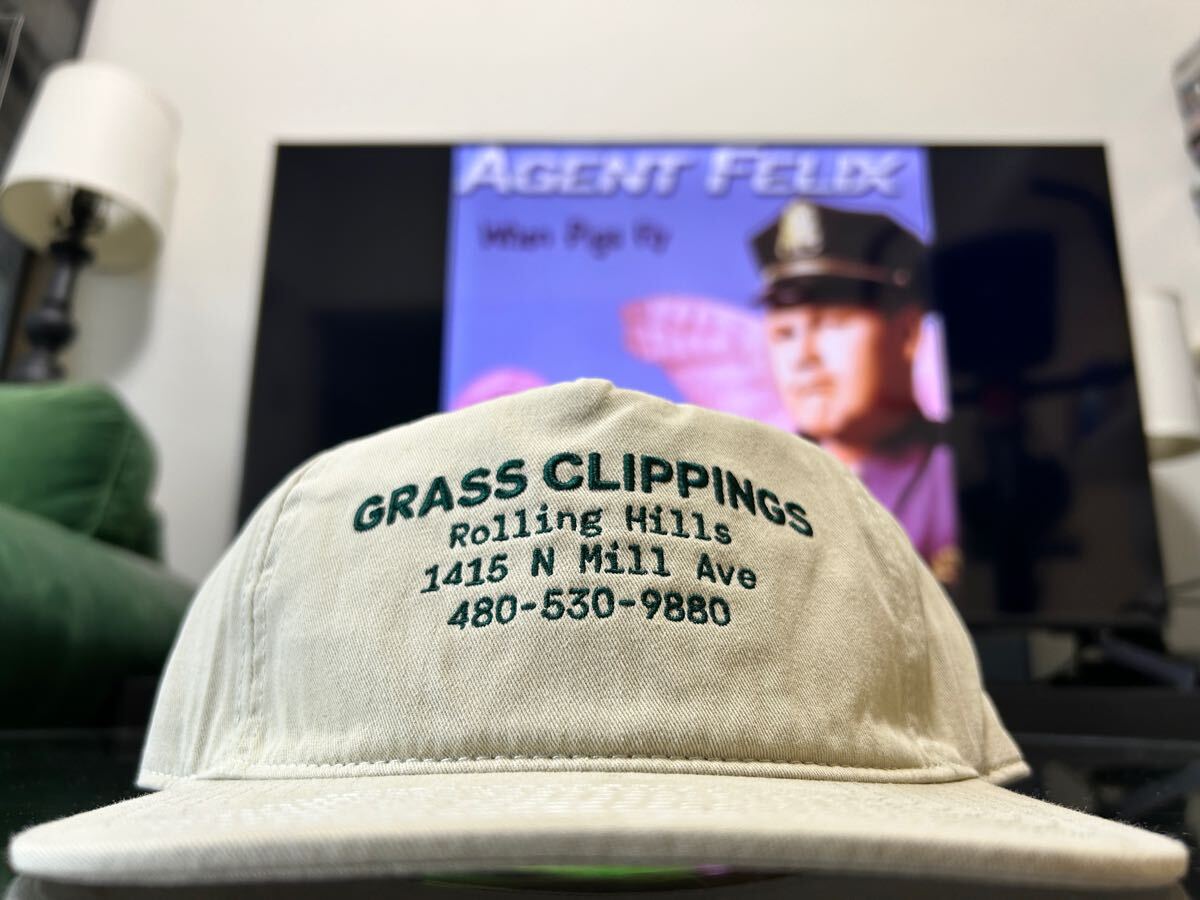 AGENT FELIX
When Pigs Fly
GRASS CLIPPINGS
Rolling Hills
1415 N Mill Ave
480-530-9880